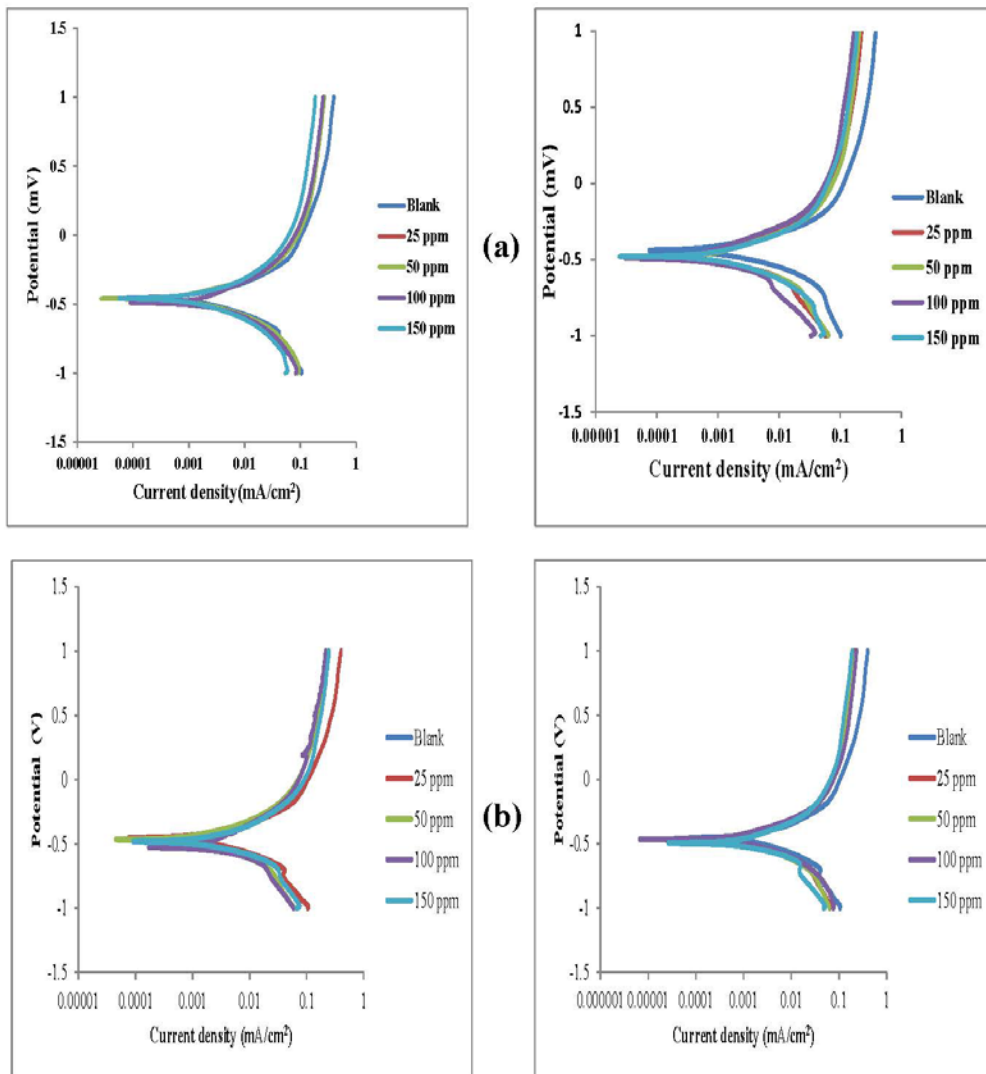 1.5
1
0.5
0
-0.5
-1
-1.5
Potential (mV)
0.00001 0.0001 0.001 0.01 0.1 1
Current density(mA/cm²)
Blank
25 ppm
50 ppm
100 ppm
150 ppm
(a)
1
0.5
0
-0.5
-1
-1.5
Potential (mV)
0.00001 0.0001 0.001 0.01 0.1 1
Current density (mA/cm²)
Blank
25 ppm
50 ppm
100 ppm
150 ppm
1.5
1
0.5
0
-0.5
-1
-1.5
Potential (V)
0.00001 0.0001 0.001 0.01 0.1 1
Current density (mA/cm²)
Blank
25 ppm
50 ppm
100 ppm
150 ppm
(b)
1.5
1
0.5
0
-0.5
-1
-1.5
Potential (V)
0.000001 0.00001 0.0001 0.001 0.01 0.1 1
Current density (mA/cm²)
Blank
25 ppm
50 ppm
100 ppm
150 ppm